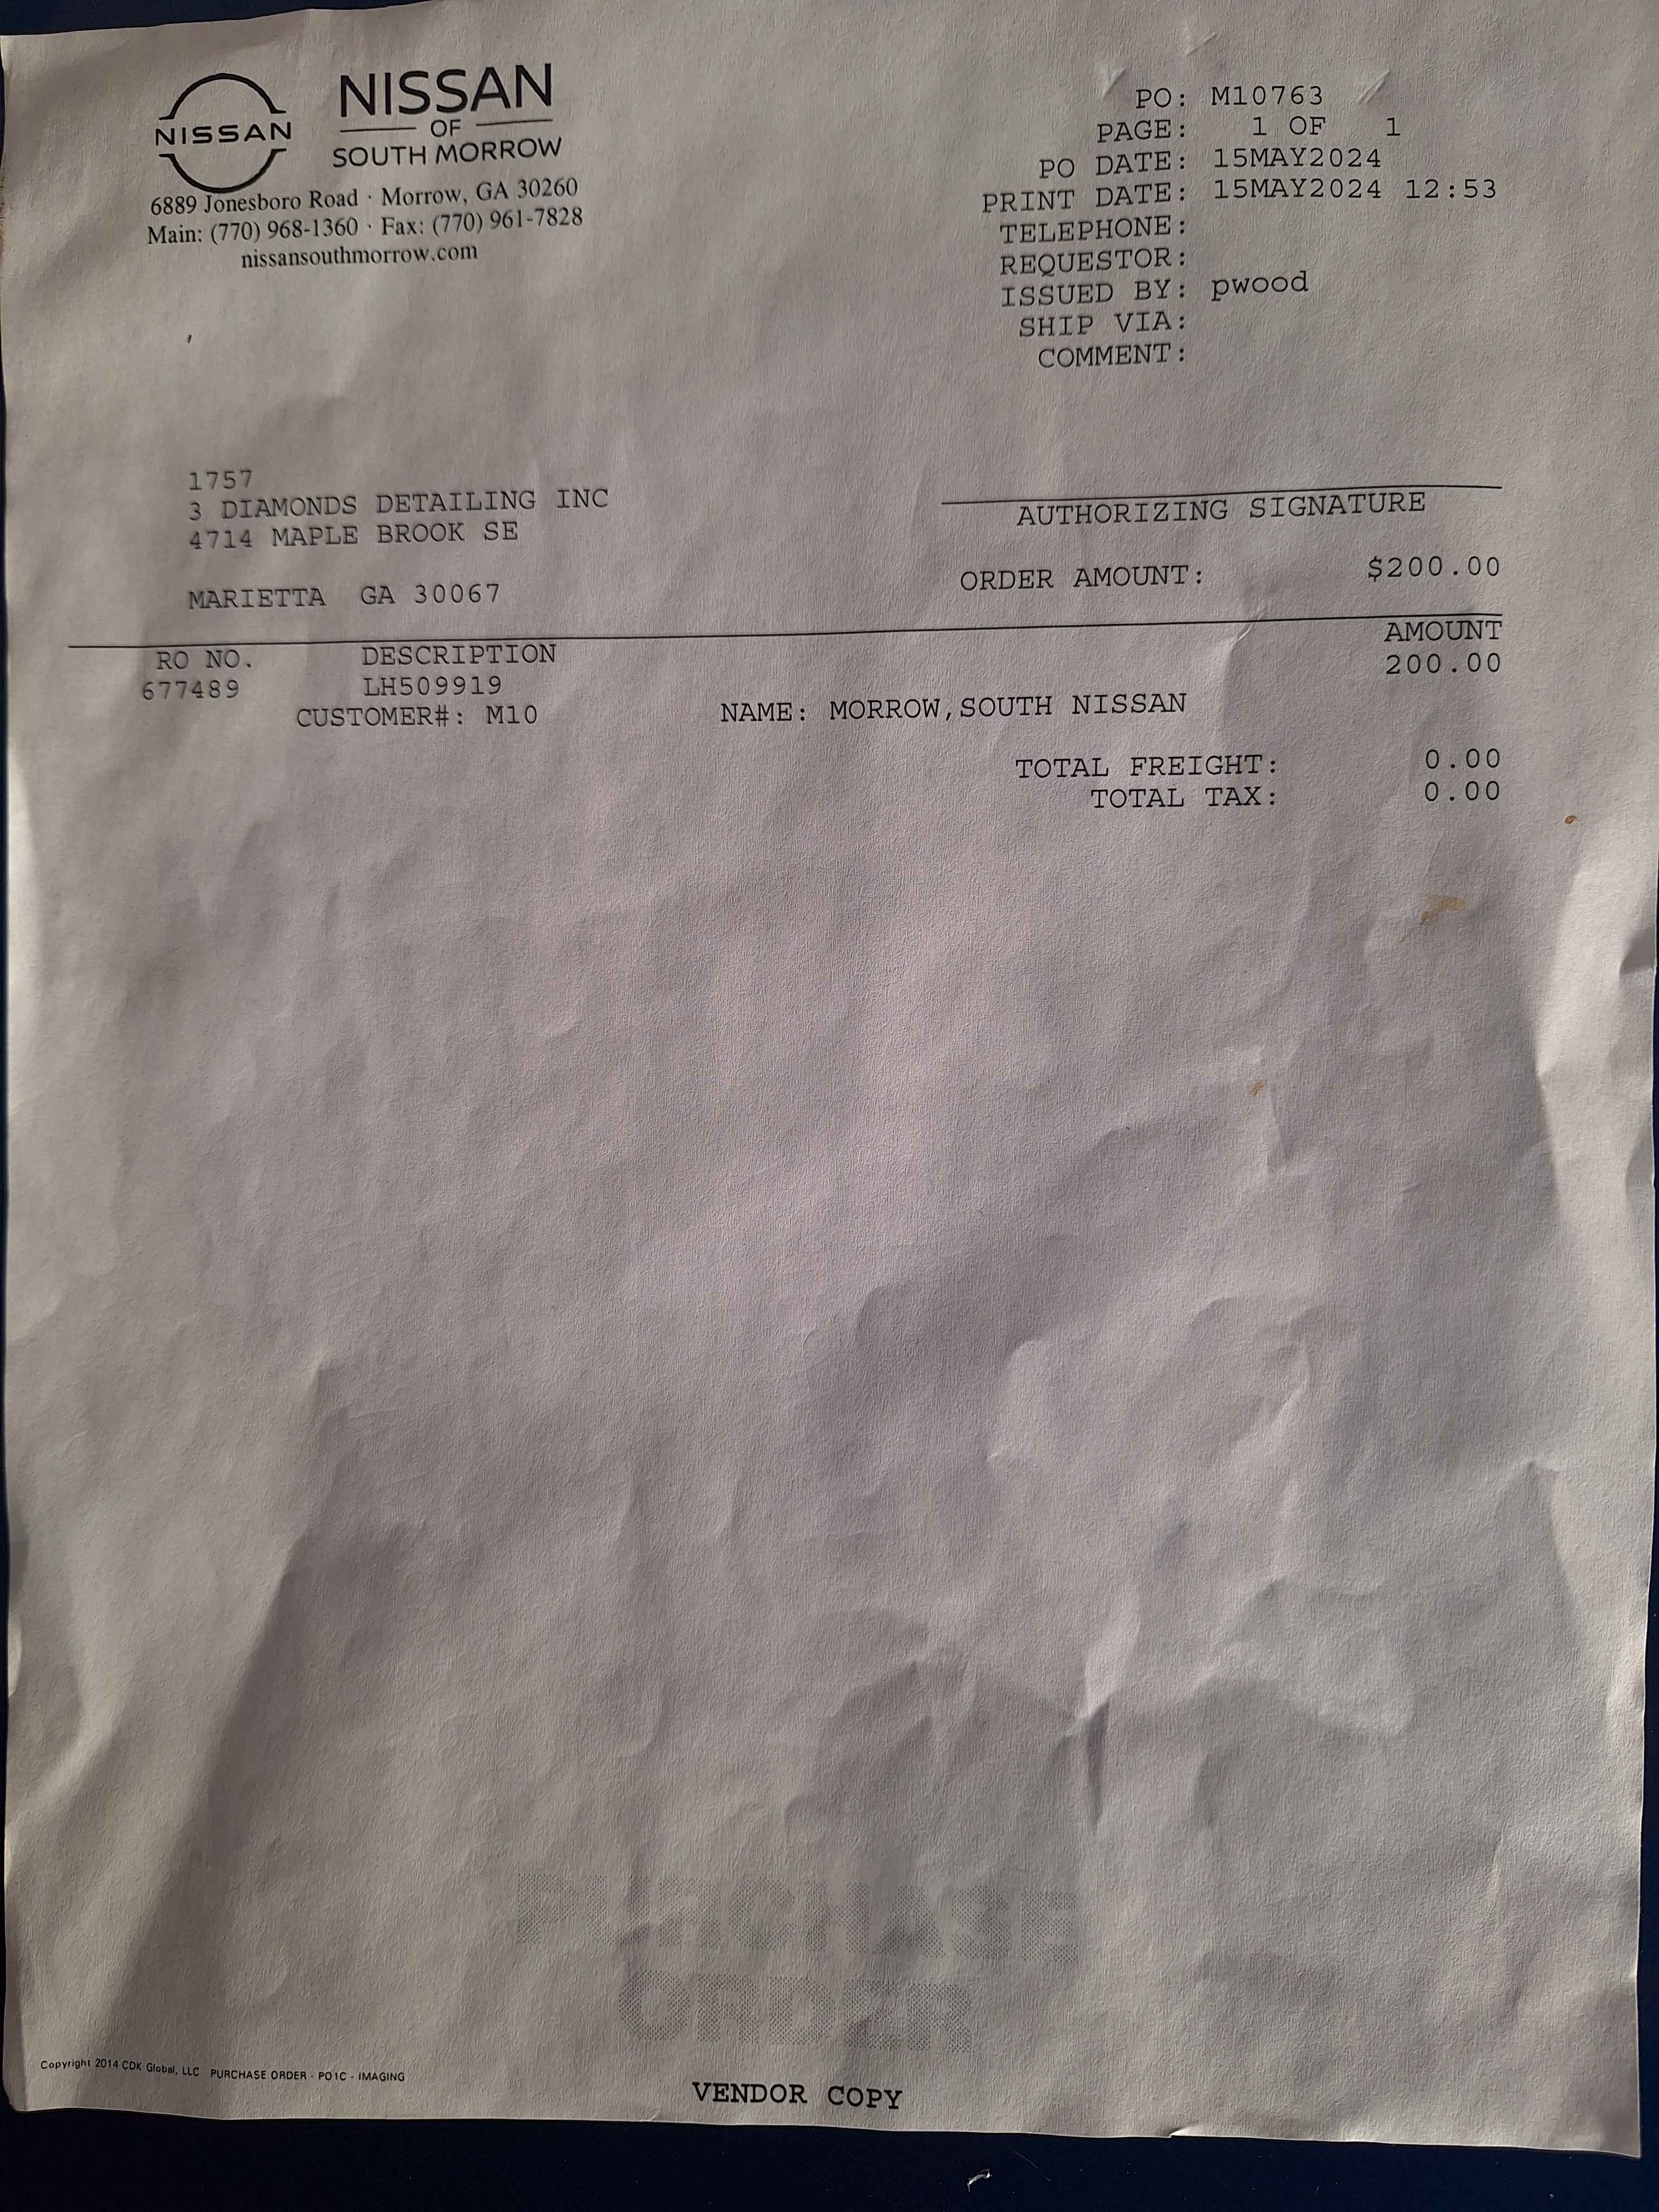 NISSAN
NISSAN
OF
SOUTH MORROW
6889 Jonesboro Road · Morrow, GA 30260
Main: (770) 968-1360 · Fax: (770) 961-7828
nissansouthmorrow.com
PO: M10763
PAGE: 1 OF 1
PO DATE: 15MAY2024
PRINT DATE: 15MAY2024 12:53
TELEPHONE:
REQUESTOR:
ISSUED BY: pwood
SHIP VIA:
COMMENT:
1757
3 DIAMONDS DETAILING INC
4714 MAPLE BROOK SE
MARIETTA GA 30067
AUTHORIZING SIGNATURE
ORDER AMOUNT: $200.00
RO NO. DESCRIPTION AMOUNT
677489 LH509919 200.00
CUSTOMER#: M10 NAME: MORROW,SOUTH NISSAN
TOTAL FREIGHT: 0.00
TOTAL TAX: 0.00
PURCHASE
ORDER
Copyright 2014 CDK Global, LLC PURCHASE ORDER - PO1C - IMAGING
VENDOR COPY